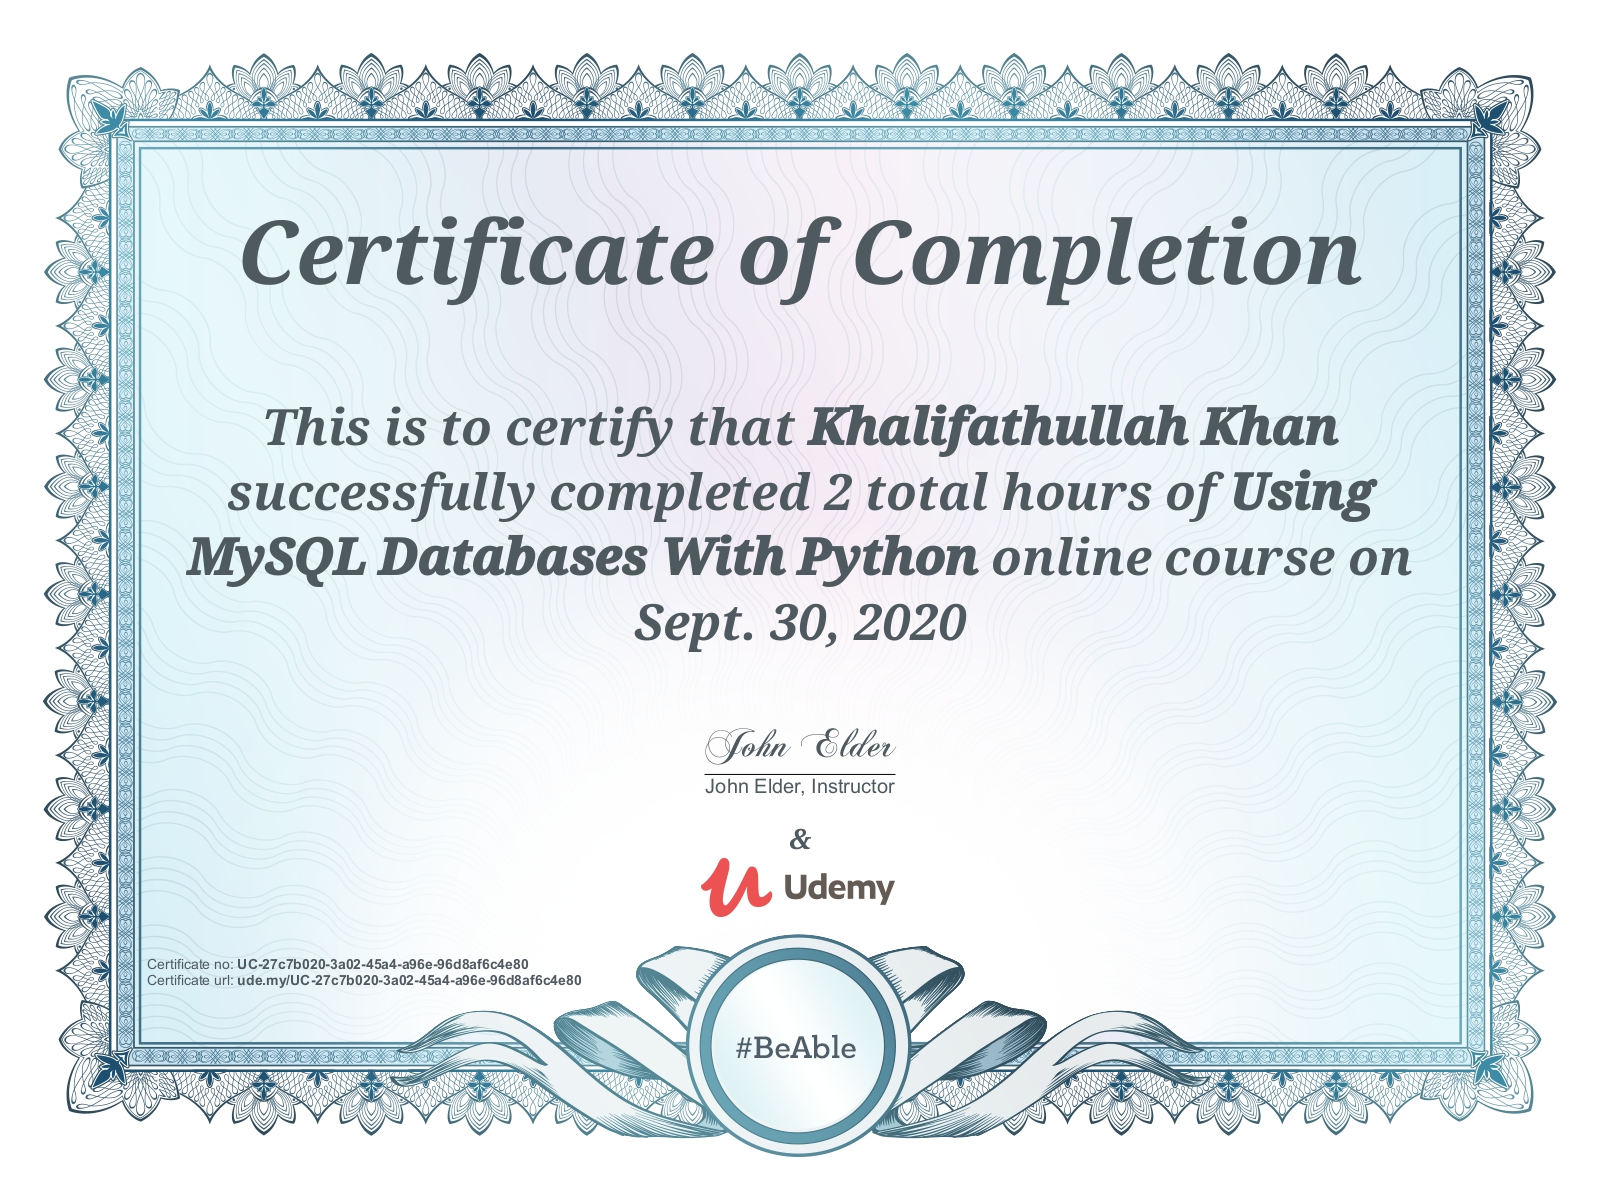 Certificate of Completion
This is to certify that Khalifathullah Khan
successfully completed 2 total hours of Using
MySQL Databases With Python online course on
Sept. 30, 2020
John Elder
John Elder, Instructor
&
Udemy
Certificate no: UC-27c7b020-3a02-45a4-a96e-96d8af6c4e80
Certificate url: ude.my/UC-27c7b020-3a02-45a4-a96e-96d8af6c4e80
#BeAble